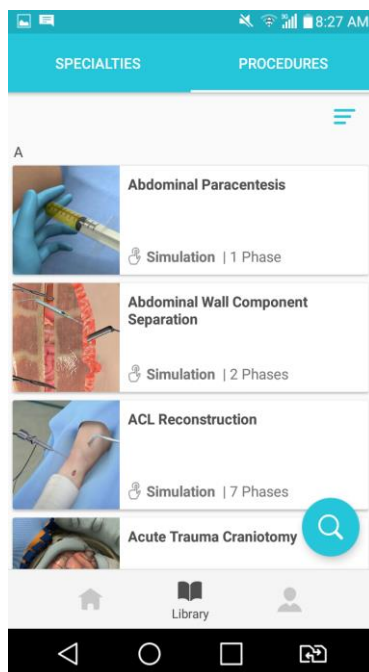 8:27 AM
SPECIALTIES
PROCEDURES
A
Abdominal Paracentesis
Simulation | 1 Phase
Abdominal Wall Component
Separation
Simulation | 2 Phases
ACL Reconstruction
Simulation | 7 Phases
Acute Trauma Craniotomy
Library